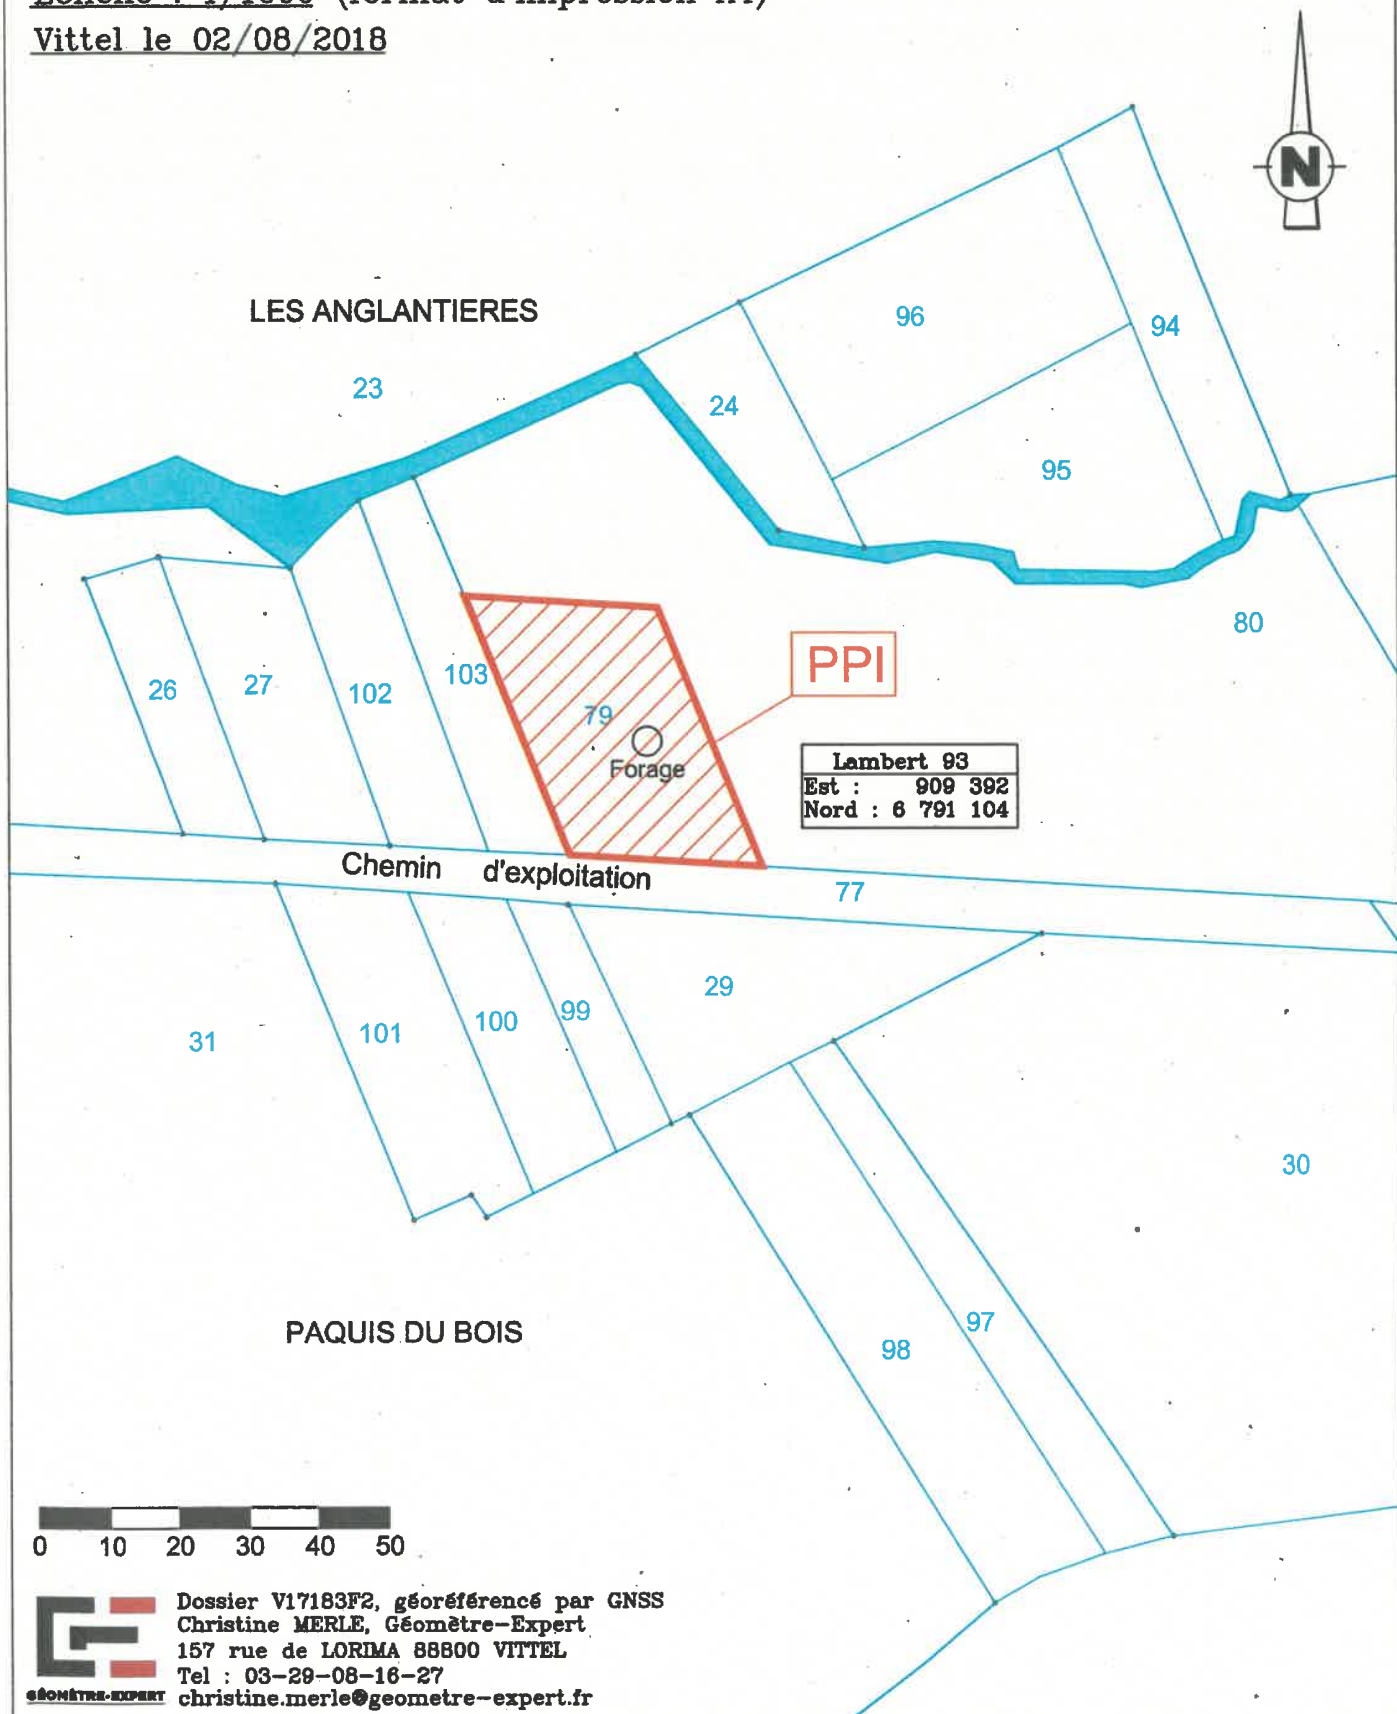 Vittel le 02/08/2018
N
LES ANGLANTIERES
96
94
23
24
95
80
103
PPI
26
27
102
79
Forage
Lambert 93
Est : 909 392
Nord : 6 791 104
Chemin d'exploitation
77
29
99
100
101
31
30
PAQUIS DU BOIS
97
98
0 10 20 30 40 50
Dossier V17183F2, géoréférencé par GNSS
Christine MERLE, Géomètre-Expert
157 rue de LORIMA 88800 VITTEL
Tel : 03-29-08-16-27
GÉOMÈTRE-EXPERT christine.merle@geometre-expert.fr